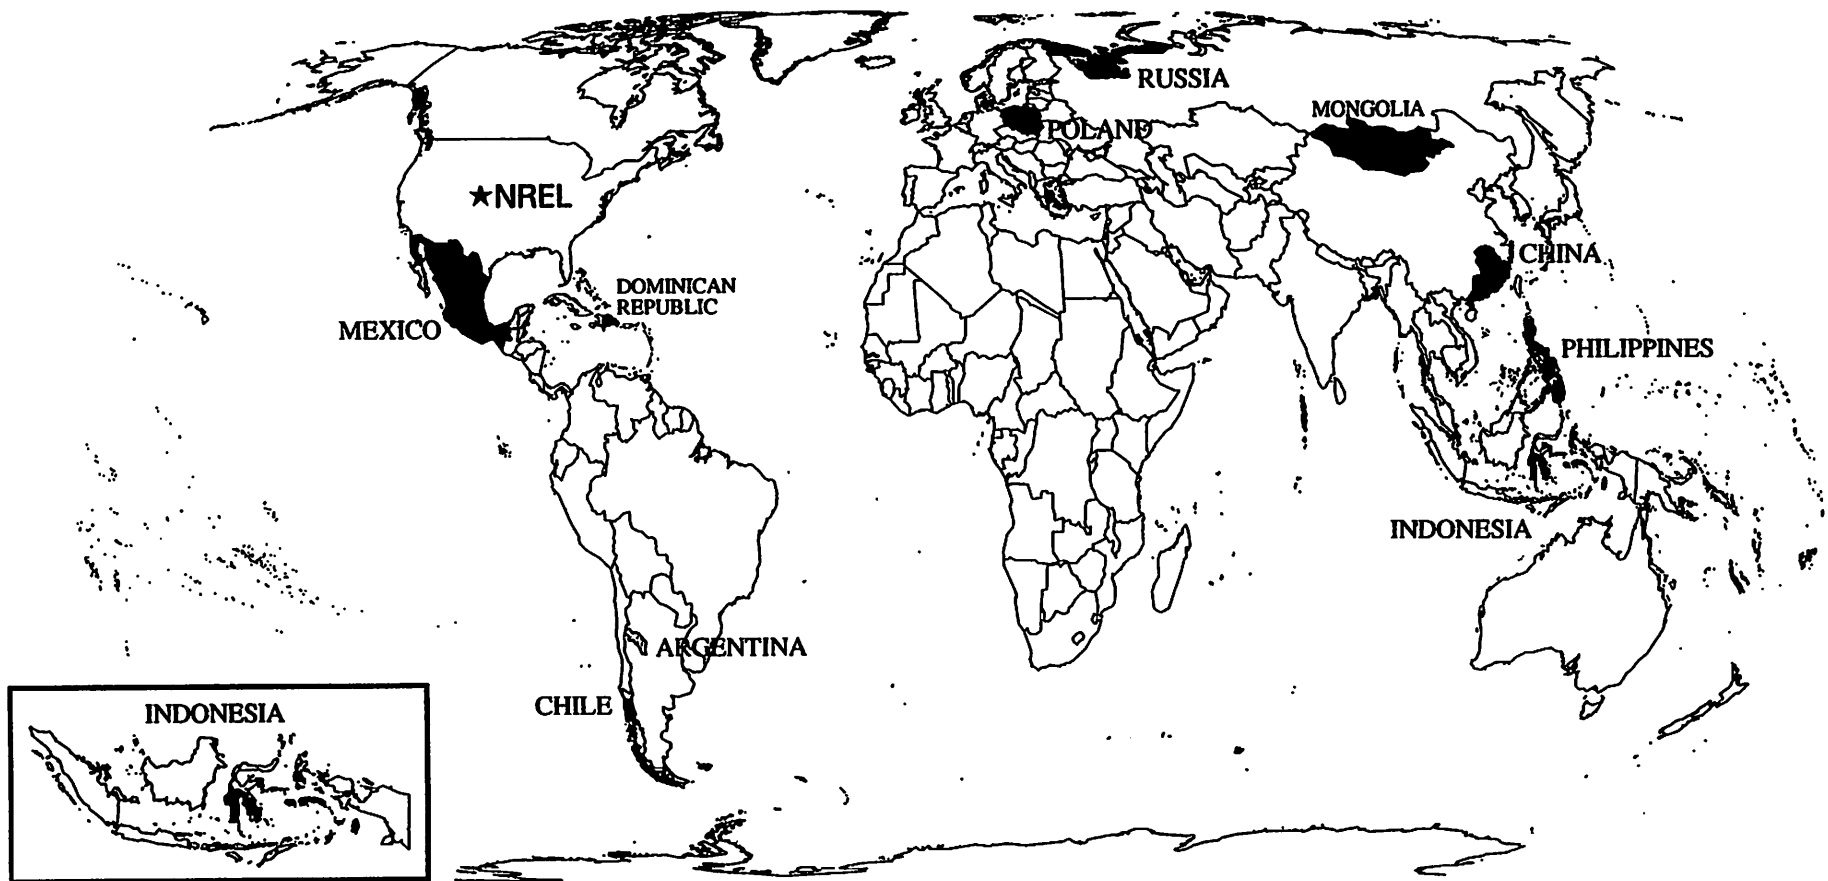 RUSSIA
MONGOLIA
POLAND
★NREL
CHINA
DOMINICAN
REPUBLIC
MEXICO
PHILIPPINES
INDONESIA
ARGENTINA
CHILE
INDONESIA